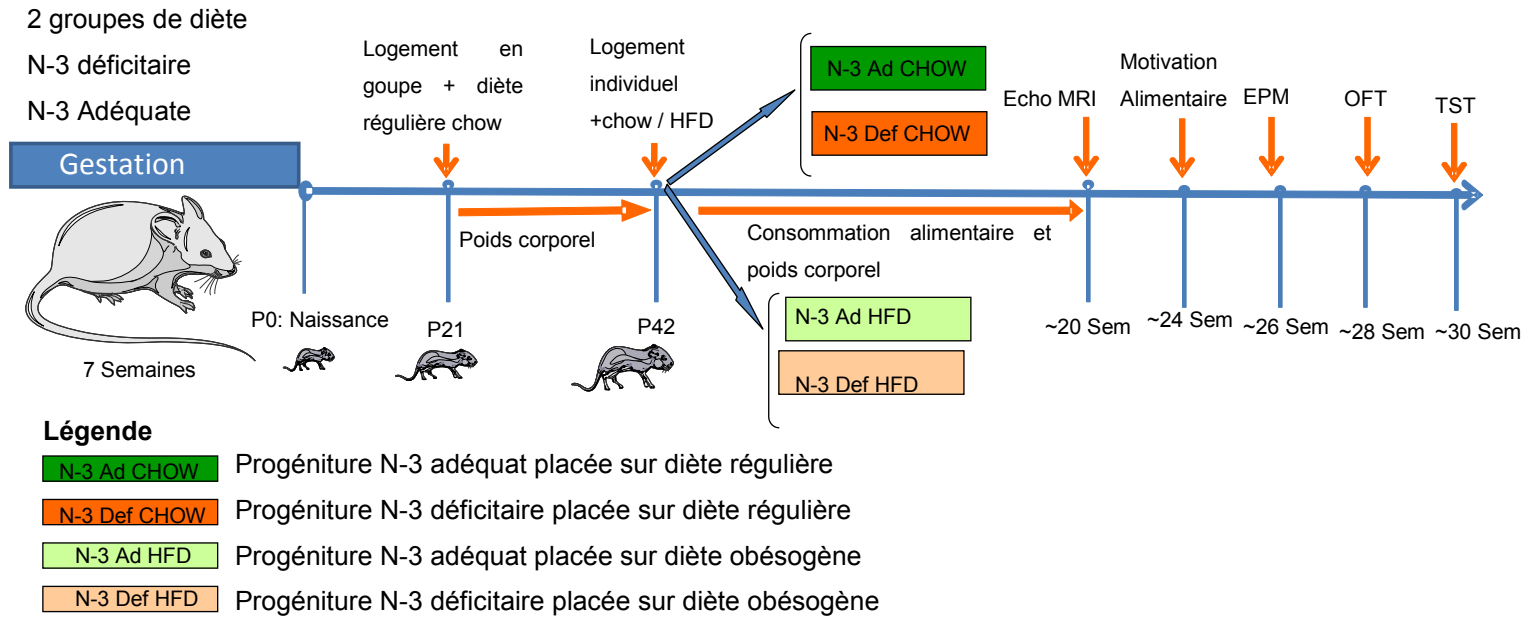 2 groupes de diète
N-3 déficitaire
N-3 Adéquate
Gestation
7 Semaines
Logement en
goupe + diète
régulière chow
Logement
individuel
+chow / HFD
N-3 Ad CHOW
N-3 Def CHOW
Echo MRI
Motivation
Alimentaire
EPM
OFT
TST
Poids corporel
Consommation alimentaire et
poids corporel
P0: Naissance
P21
P42
N-3 Ad HFD
N-3 Def HFD
~20 Sem
~24 Sem
~26 Sem
~28 Sem
~30 Sem
Légende
N-3 Ad CHOW Progéniture N-3 adéquat placée sur diète régulière
N-3 Def CHOW Progéniture N-3 déficitaire placée sur diète régulière
N-3 Ad HFD Progéniture N-3 adéquat placée sur diète obésogène
N-3 Def HFD Progéniture N-3 déficitaire placée sur diète obésogène